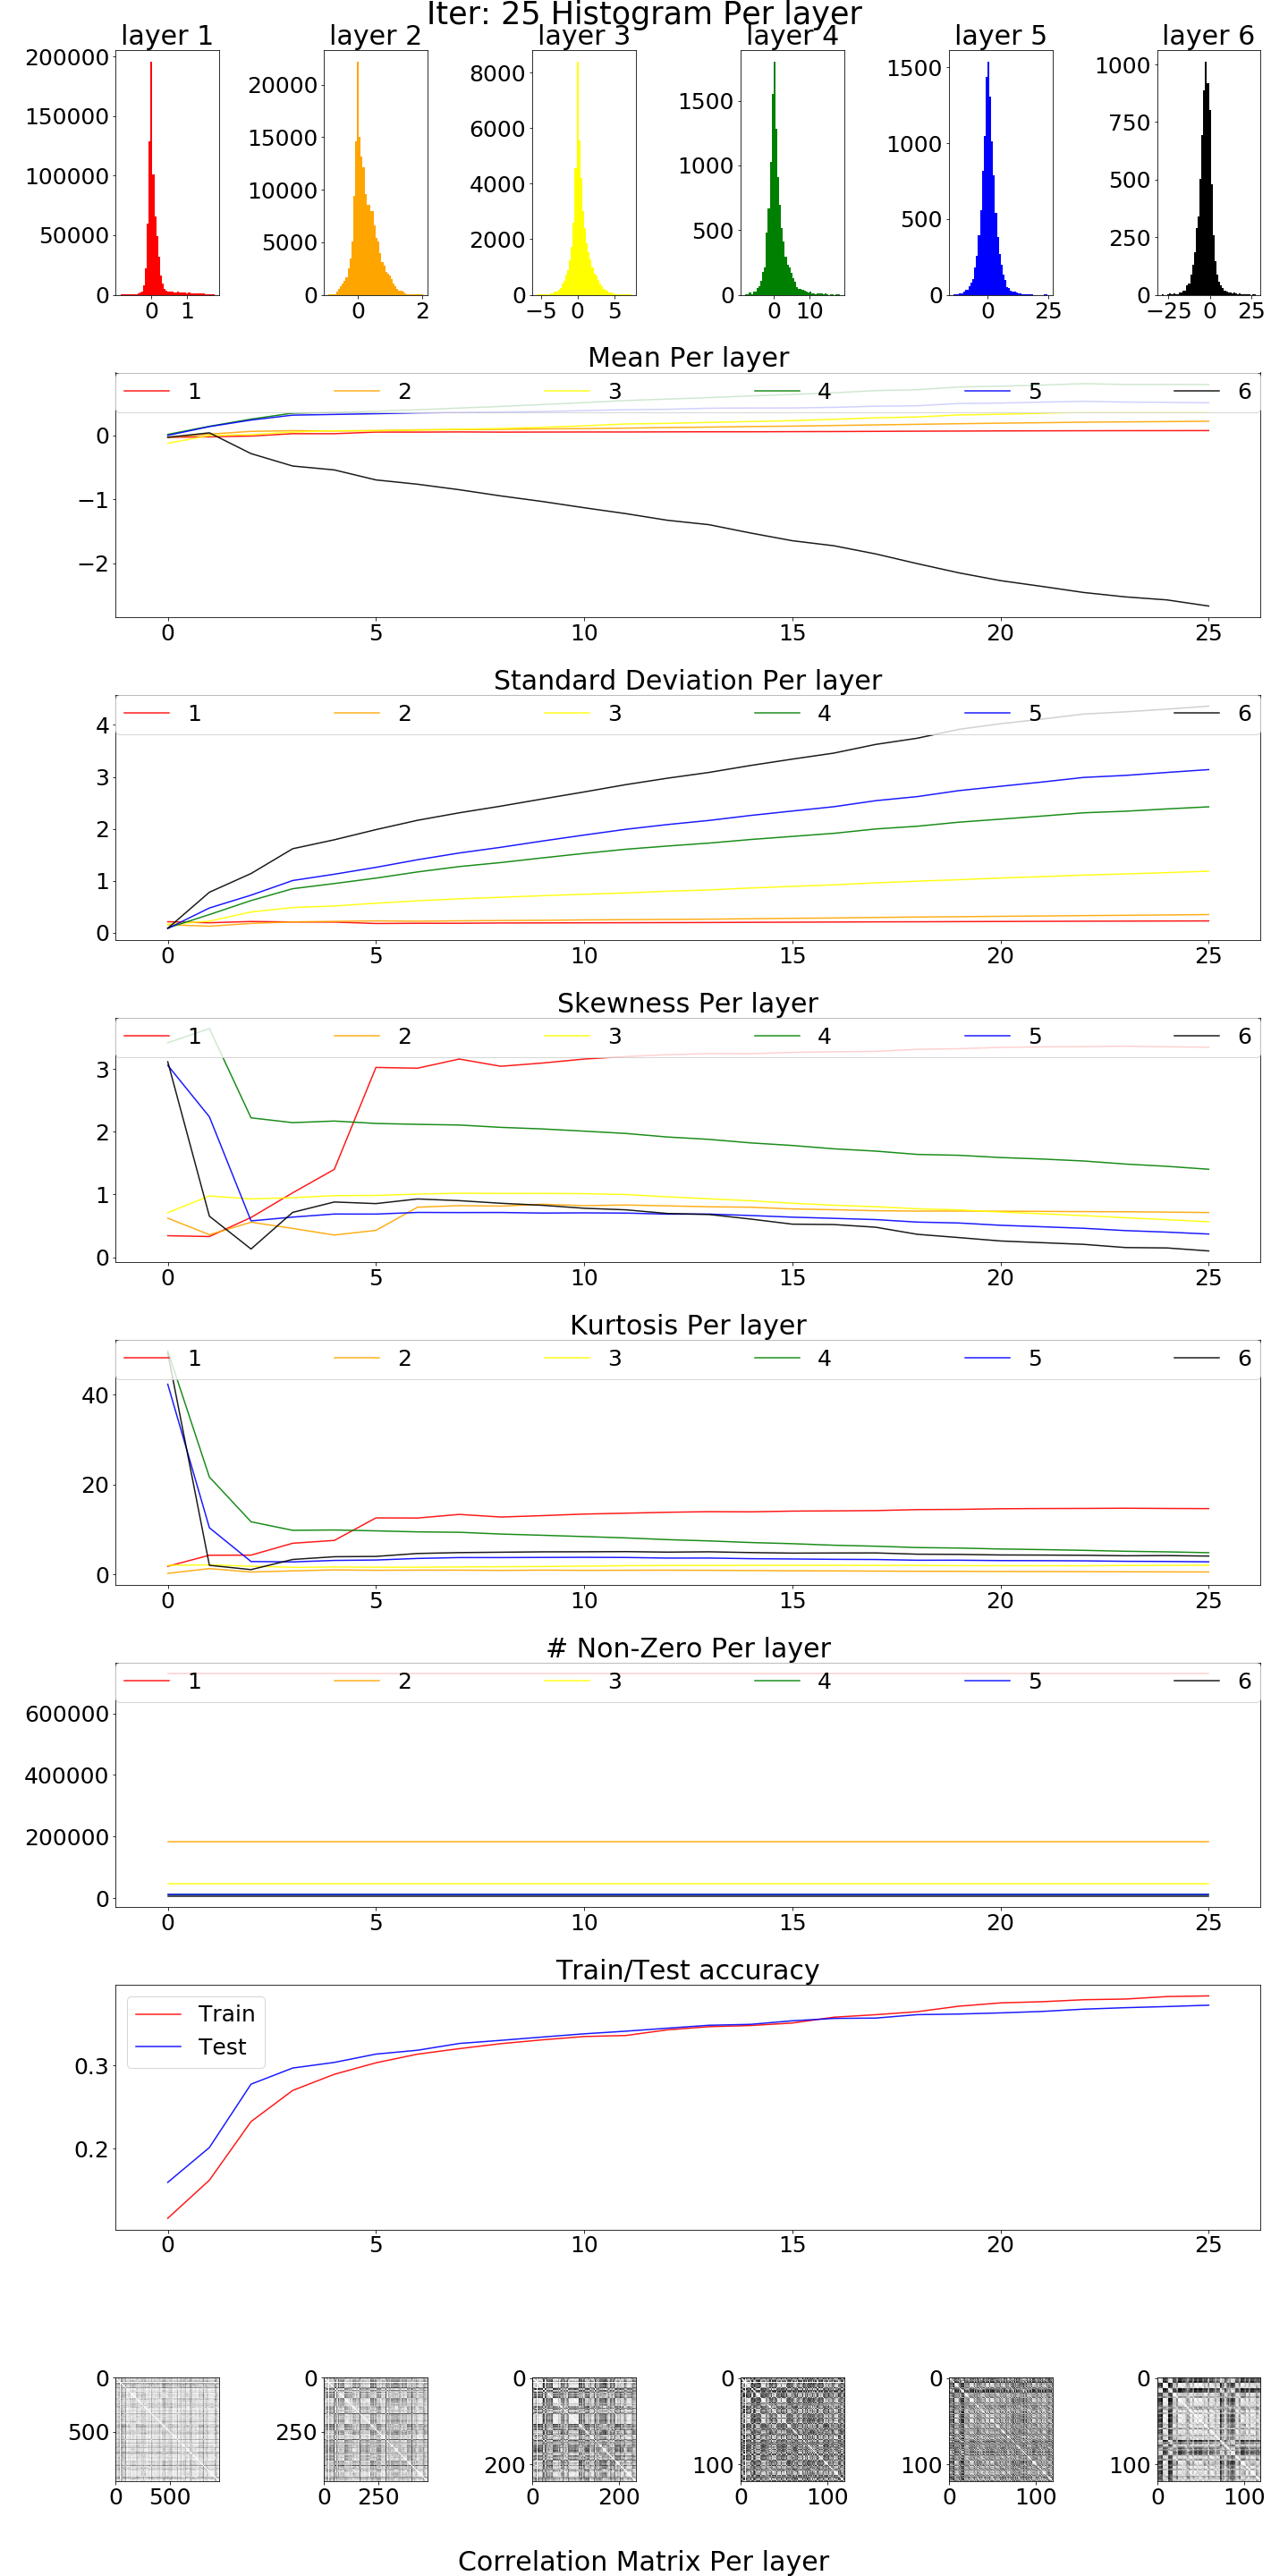 Iter: 25 Histogram Per layer
layer 1 layer 2 layer 3 layer 4 layer 5 layer 6
200000
150000
100000
50000
0
0 1
20000
15000
10000
5000
0
0 2
8000
6000
4000
2000
0
−5 0 5
1500
1000
500
0
0 10
1500
1000
500
0
0 25
1000
750
500
250
0
−25 0 25
Mean Per layer
1 2 3 4 5 6
0
−1
−2
0 5 10 15 20 25
Standard Deviation Per layer
1 2 3 4 5 6
4
3
2
1
0
0 5 10 15 20 25
Skewness Per layer
1 2 3 4 5 6
3
2
1
0
0 5 10 15 20 25
Kurtosis Per layer
1 2 3 4 5 6
40
20
0
0 5 10 15 20 25
# Non-Zero Per layer
1 2 3 4 5 6
600000
400000
200000
0
0 5 10 15 20 25
Train/Test accuracy
Train
Test
0.3
0.2
0 5 10 15 20 25
0
500
0 500
0
250
0 250
0
200
0 200
0
100
0 100
0
100
0 100
0
100
0 100
Correlation Matrix Per layer